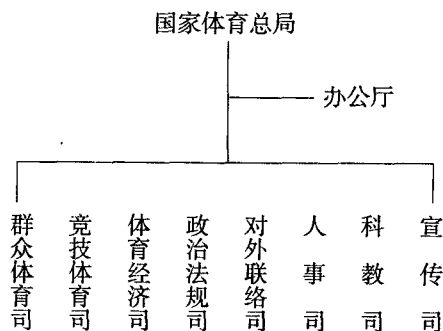 国家体育总局
办公厅
群众体育司
竞技体育司
体育经济司
政治法规司
对外联络司
人事司
科教司
宣传司